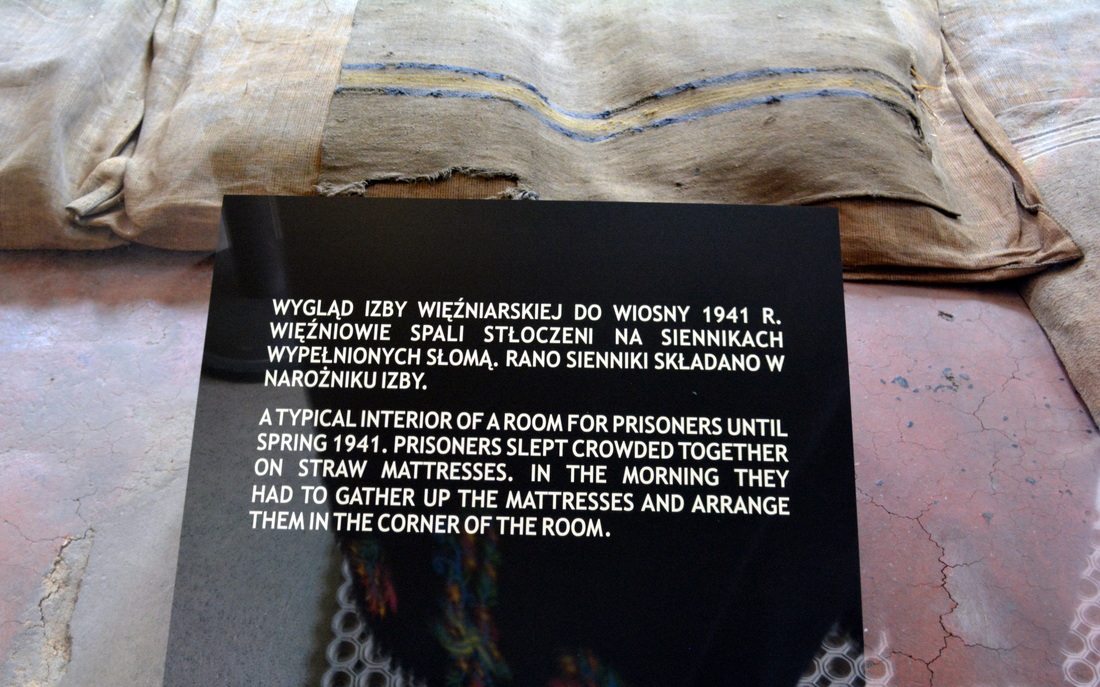 WYGLĄD IZBY WIĘŹNIARSKIEJ DO WIOSNY 1941 R.
WIĘŹNIOWIE SPALI STŁOCZENI NA SIENNIKACH
WYPEŁNIONYCH SŁOMĄ. RANO SIENNIKI SKŁADANO W
NAROŻNIKU IZBY.
A TYPICAL INTERIOR OF A ROOM FOR PRISONERS UNTIL
SPRING 1941. PRISONERS SLEPT CROWDED TOGETHER
ON STRAW MATTRESSES. IN THE MORNING THEY
HAD TO GATHER UP THE MATTRESSES AND ARRANGE
THEM IN THE CORNER OF THE ROOM.